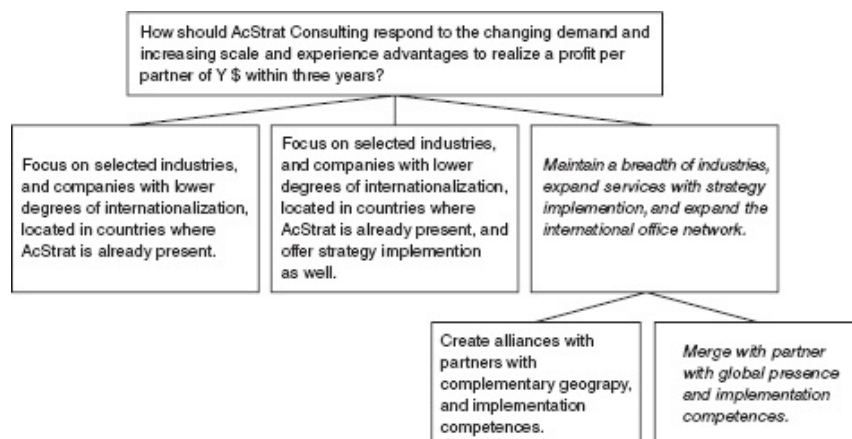 How should AcStrat Consulting respond to the changing demand and
increasing scale and experience advantages to realize a profit per
partner of Y $ within three years?
Focus on selected industries,
and companies with lower
degrees of internationalization,
located in countries where
AcStrat is already present.
Focus on selected industries,
and companies with lower
degrees of internationalization,
located in countries where
AcStrat is already present, and
offer strategy implemention
as well.
Maintain a breadth of industries,
expand services with strategy
implemention, and expand the
international office network.
Create alliances with
partners with
complementary geograpy,
and implementation
competences.
Merge with partner
with global presence
and implementation
competences.